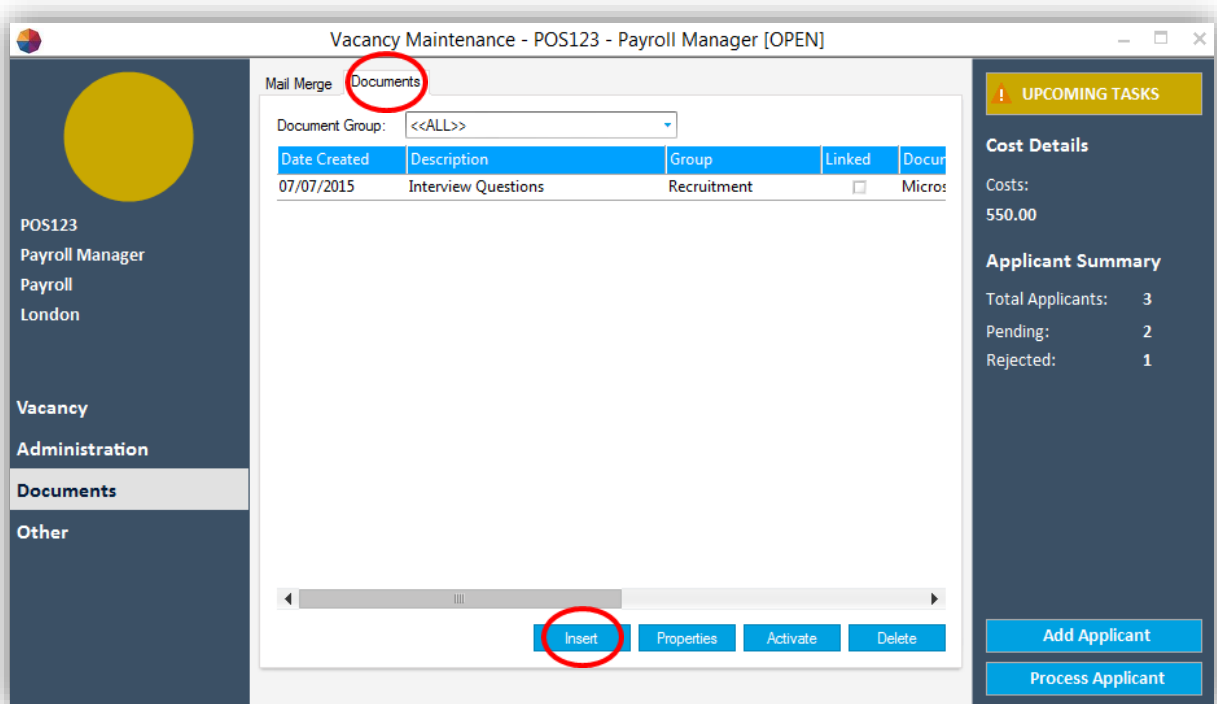 Vacancy Maintenance - POS123 - Payroll Manager [OPEN]
Mail Merge Documents
Document Group: <<ALL>>
Date Created Description Group Linked Docum
07/07/2015 Interview Questions Recruitment Micros
Insert Properties Activate Delete
POS123
Payroll Manager
Payroll
London
Vacancy
Administration
Documents
Other
UPCOMING TASKS
Cost Details
Costs:
550.00
Applicant Summary
Total Applicants: 3
Pending: 2
Rejected: 1
Add Applicant
Process Applicant